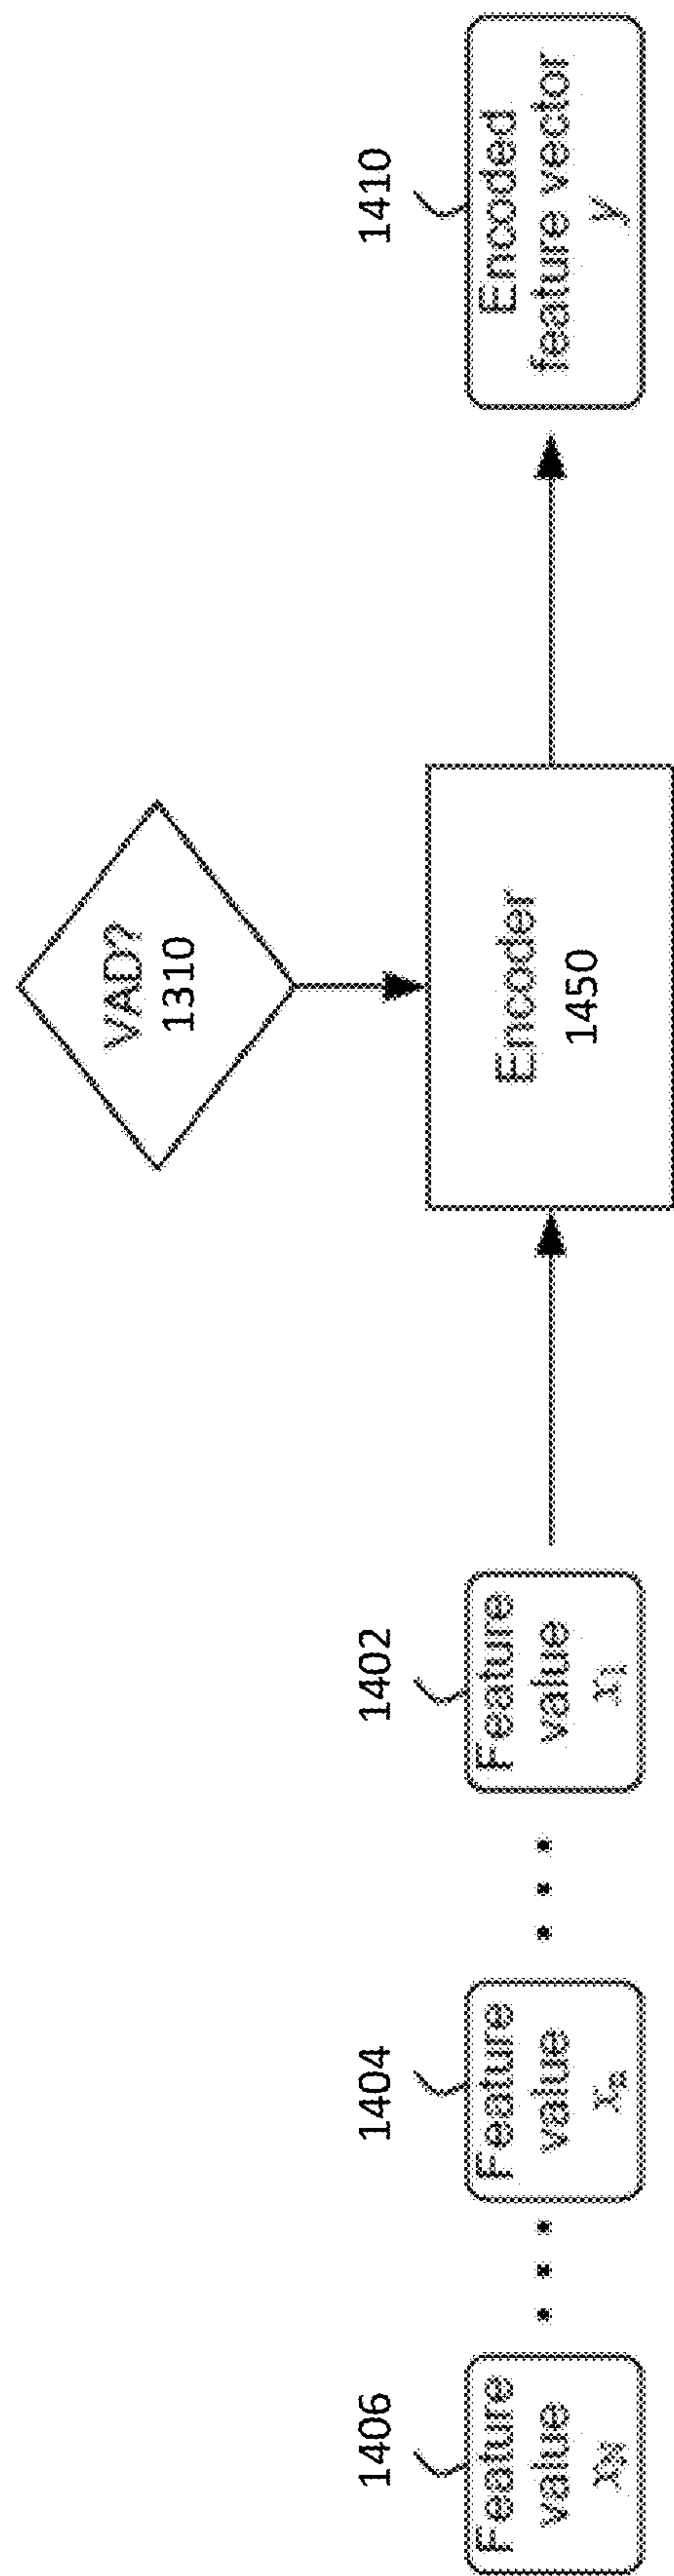 VAD?
1310
1406
1404
1402
1410
Feature
value
xN
Feature
value
xn
Feature
value
x1
Encoder
1450
Encoded
feature vector
y